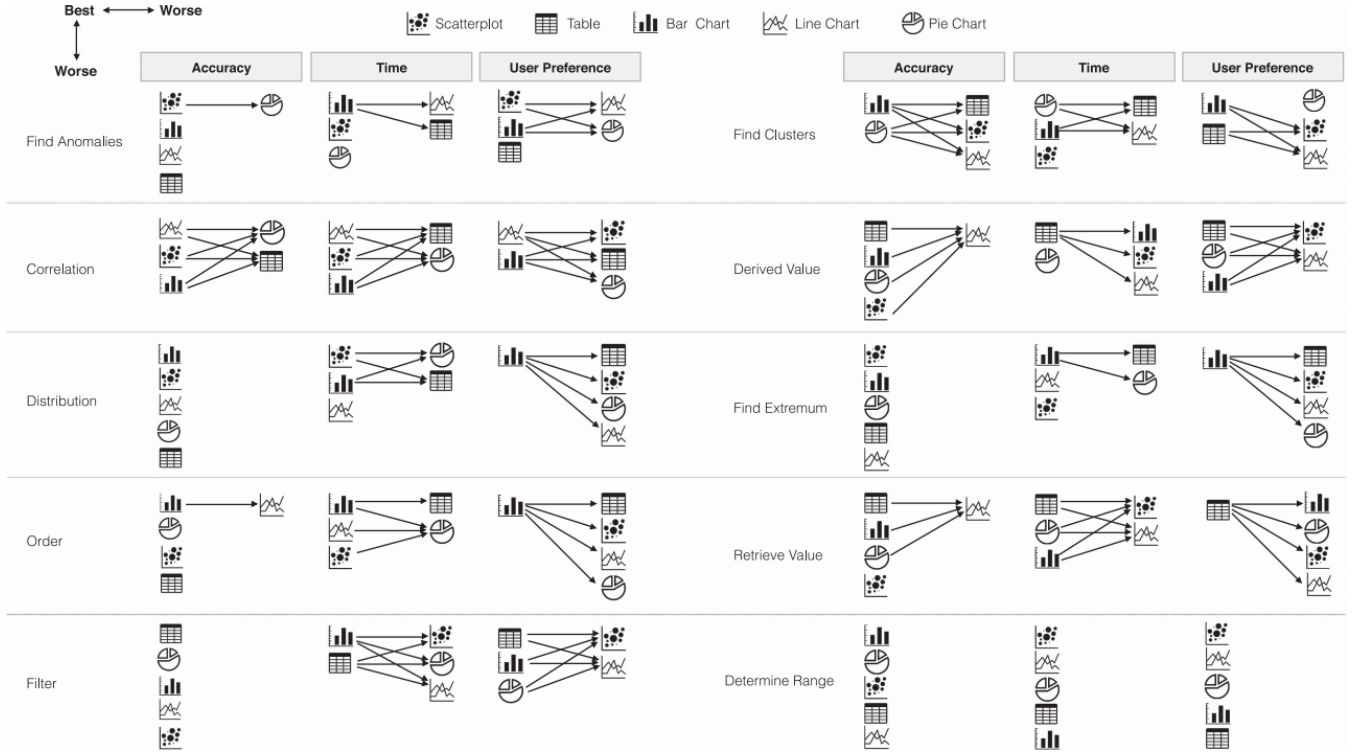 Best Worse
Worse
Scatterplot Table Bar Chart Line Chart Pie Chart
Accuracy Time User Preference Accuracy Time User Preference
Find Anomalies Find Clusters
Correlation Derived Value
Distribution Find Extremum
Order Retrieve Value
Filter Determine Range